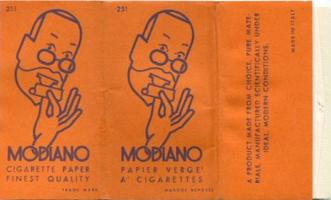 251
MODIANO
CIGARETTE PAPER
FINEST QUALITY
TRADE MARK
251
MODIANO
PAPIER VERGE'
A' CIGARETTES
MARQUE DEPOSÉE
A PRODUCT MADE FROM CHOICE, PURE MATE-
RIALS, MANUFACTURED SCIENTIFICALLY UNDER
IDEAL, MODERN CONDITIONS.
MADE IN ITALY